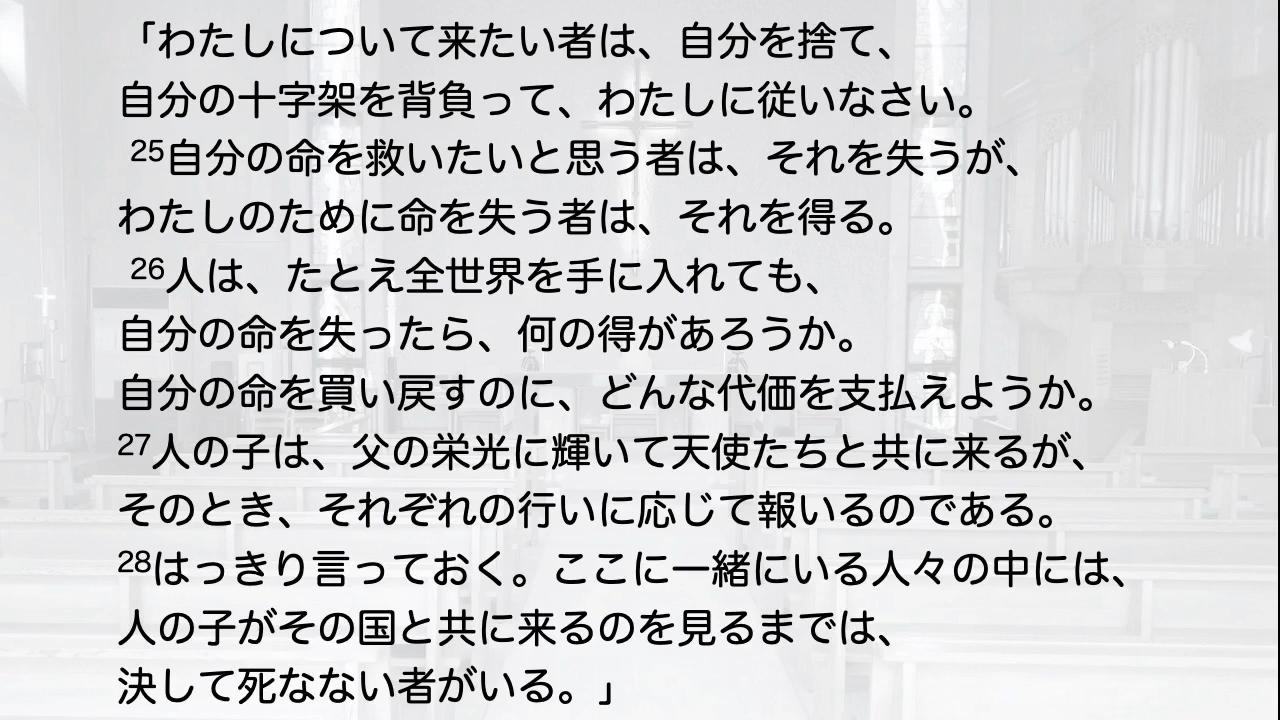 「わたしについて来たい者は、自分を捨て、
自分の十字架を背負って、わたしに従いなさい。
25自分の命を救いたいと思う者は、それを失うが、
わたしのために命を失う者は、それを得る。
26人は、たとえ全世界を手に入れても、
自分の命を失ったら、何の得があろうか。
自分の命を買い戻すのに、どんな代価を支払えようか。
27人の子は、父の栄光に輝いて天使たちと共に来るが、
そのとき、それぞれの行いに応じて報いるのである。
28はっきり言っておく。ここに一緒にいる人々の中には、
人の子がその国と共に来るのを見るまでは、
決して死なない者がいる。」